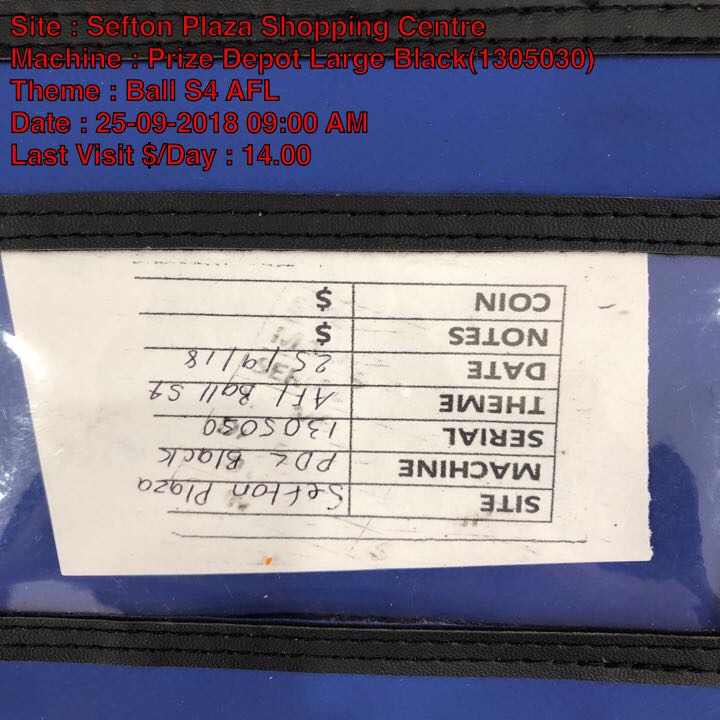 Site : Sefton Plaza Shopping Centre
Machine : Prize Depot Large Black(1305030)
Theme : Ball S4 AFL
Date : 25-09-2018 09:00 AM
Last Visit $/Day : 14.00
SITE Sefton Plaza
MACHINE PDL Black
SERIAL 1305030
THEME AFL Ball S4
DATE 25/9/18
NOTES $
COIN $